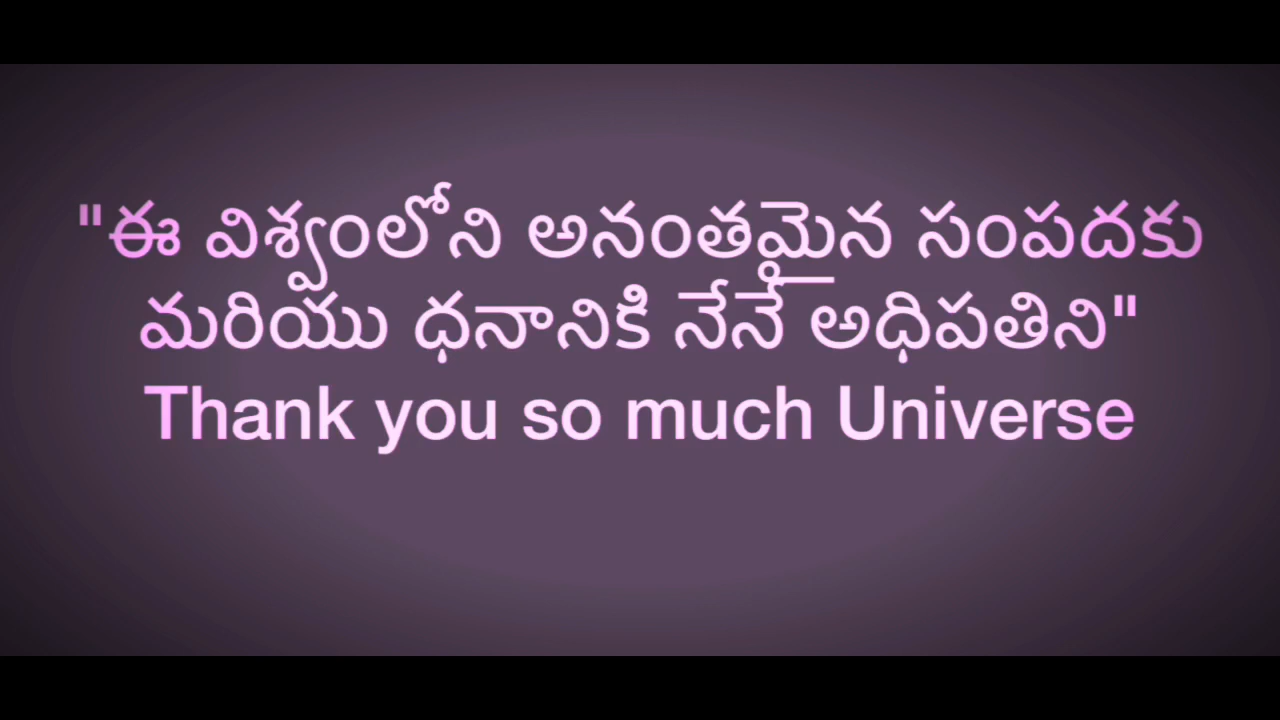 "ఈ విశ్వంలోని అనంతమైన సంపదకు
మరియు ధనానికి నేనే అధిపతిని"
Thank you so much Universe